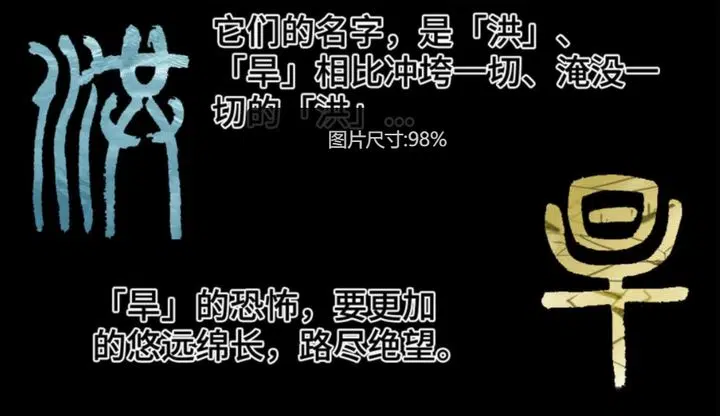 洪
它们的名字，是「洪」、
「旱」相比冲垮一切、淹没一
切的「洪」...
图片尺寸:98%
旱
「旱」的恐怖，要更加
的悠远绵长，路尽绝望。